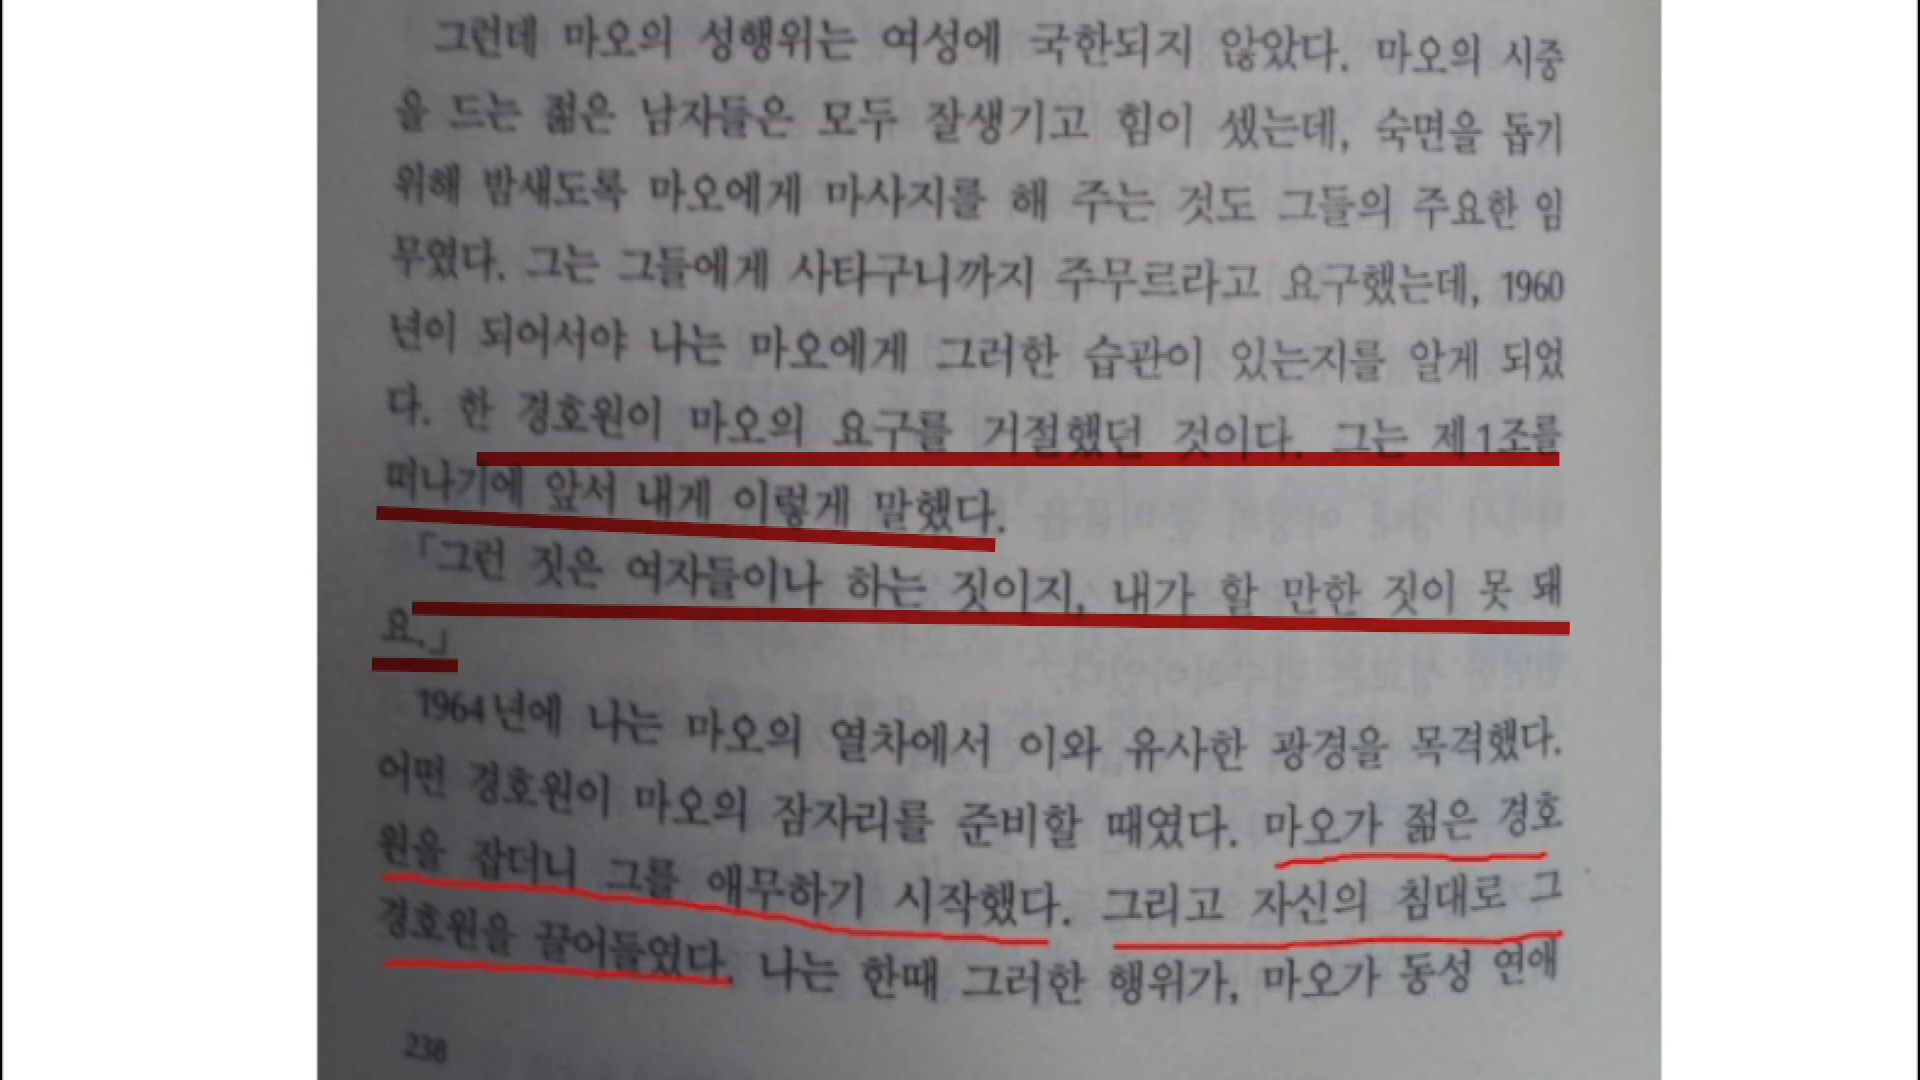 그런데 마오의 성행위는 여성에 국한되지 않았다. 마오의 시중
을 드는 젊은 남자들은 모두 잘생기고 힘이 셌는데, 숙면을 돕기
위해 밤새도록 마오에게 마사지를 해 주는 것도 그들의 주요한 임
무였다. 그는 그들에게 사타구니까지 주무르라고 요구했는데, 1960
년이 되어서야 나는 마오에게 그러한 습관이 있는지를 알게 되었
다. 한 경호원이 마오의 요구를 거절했던 것이다. 그는 제1조를
떠나기에 앞서 내게 이렇게 말했다.
「그런 짓은 여자들이나 하는 짓이지, 내가 할 만한 짓이 못 돼
요.」
1964년에 나는 마오의 열차에서 이와 유사한 광경을 목격했다.
어떤 경호원이 마오의 잠자리를 준비할 때였다. 마오가 젊은 경호
원을 잡더니 그를 애무하기 시작했다. 그리고 자신의 침대로 그
경호원을 끌어들였다. 나는 한때 그러한 행위가, 마오가 동성 연애
238